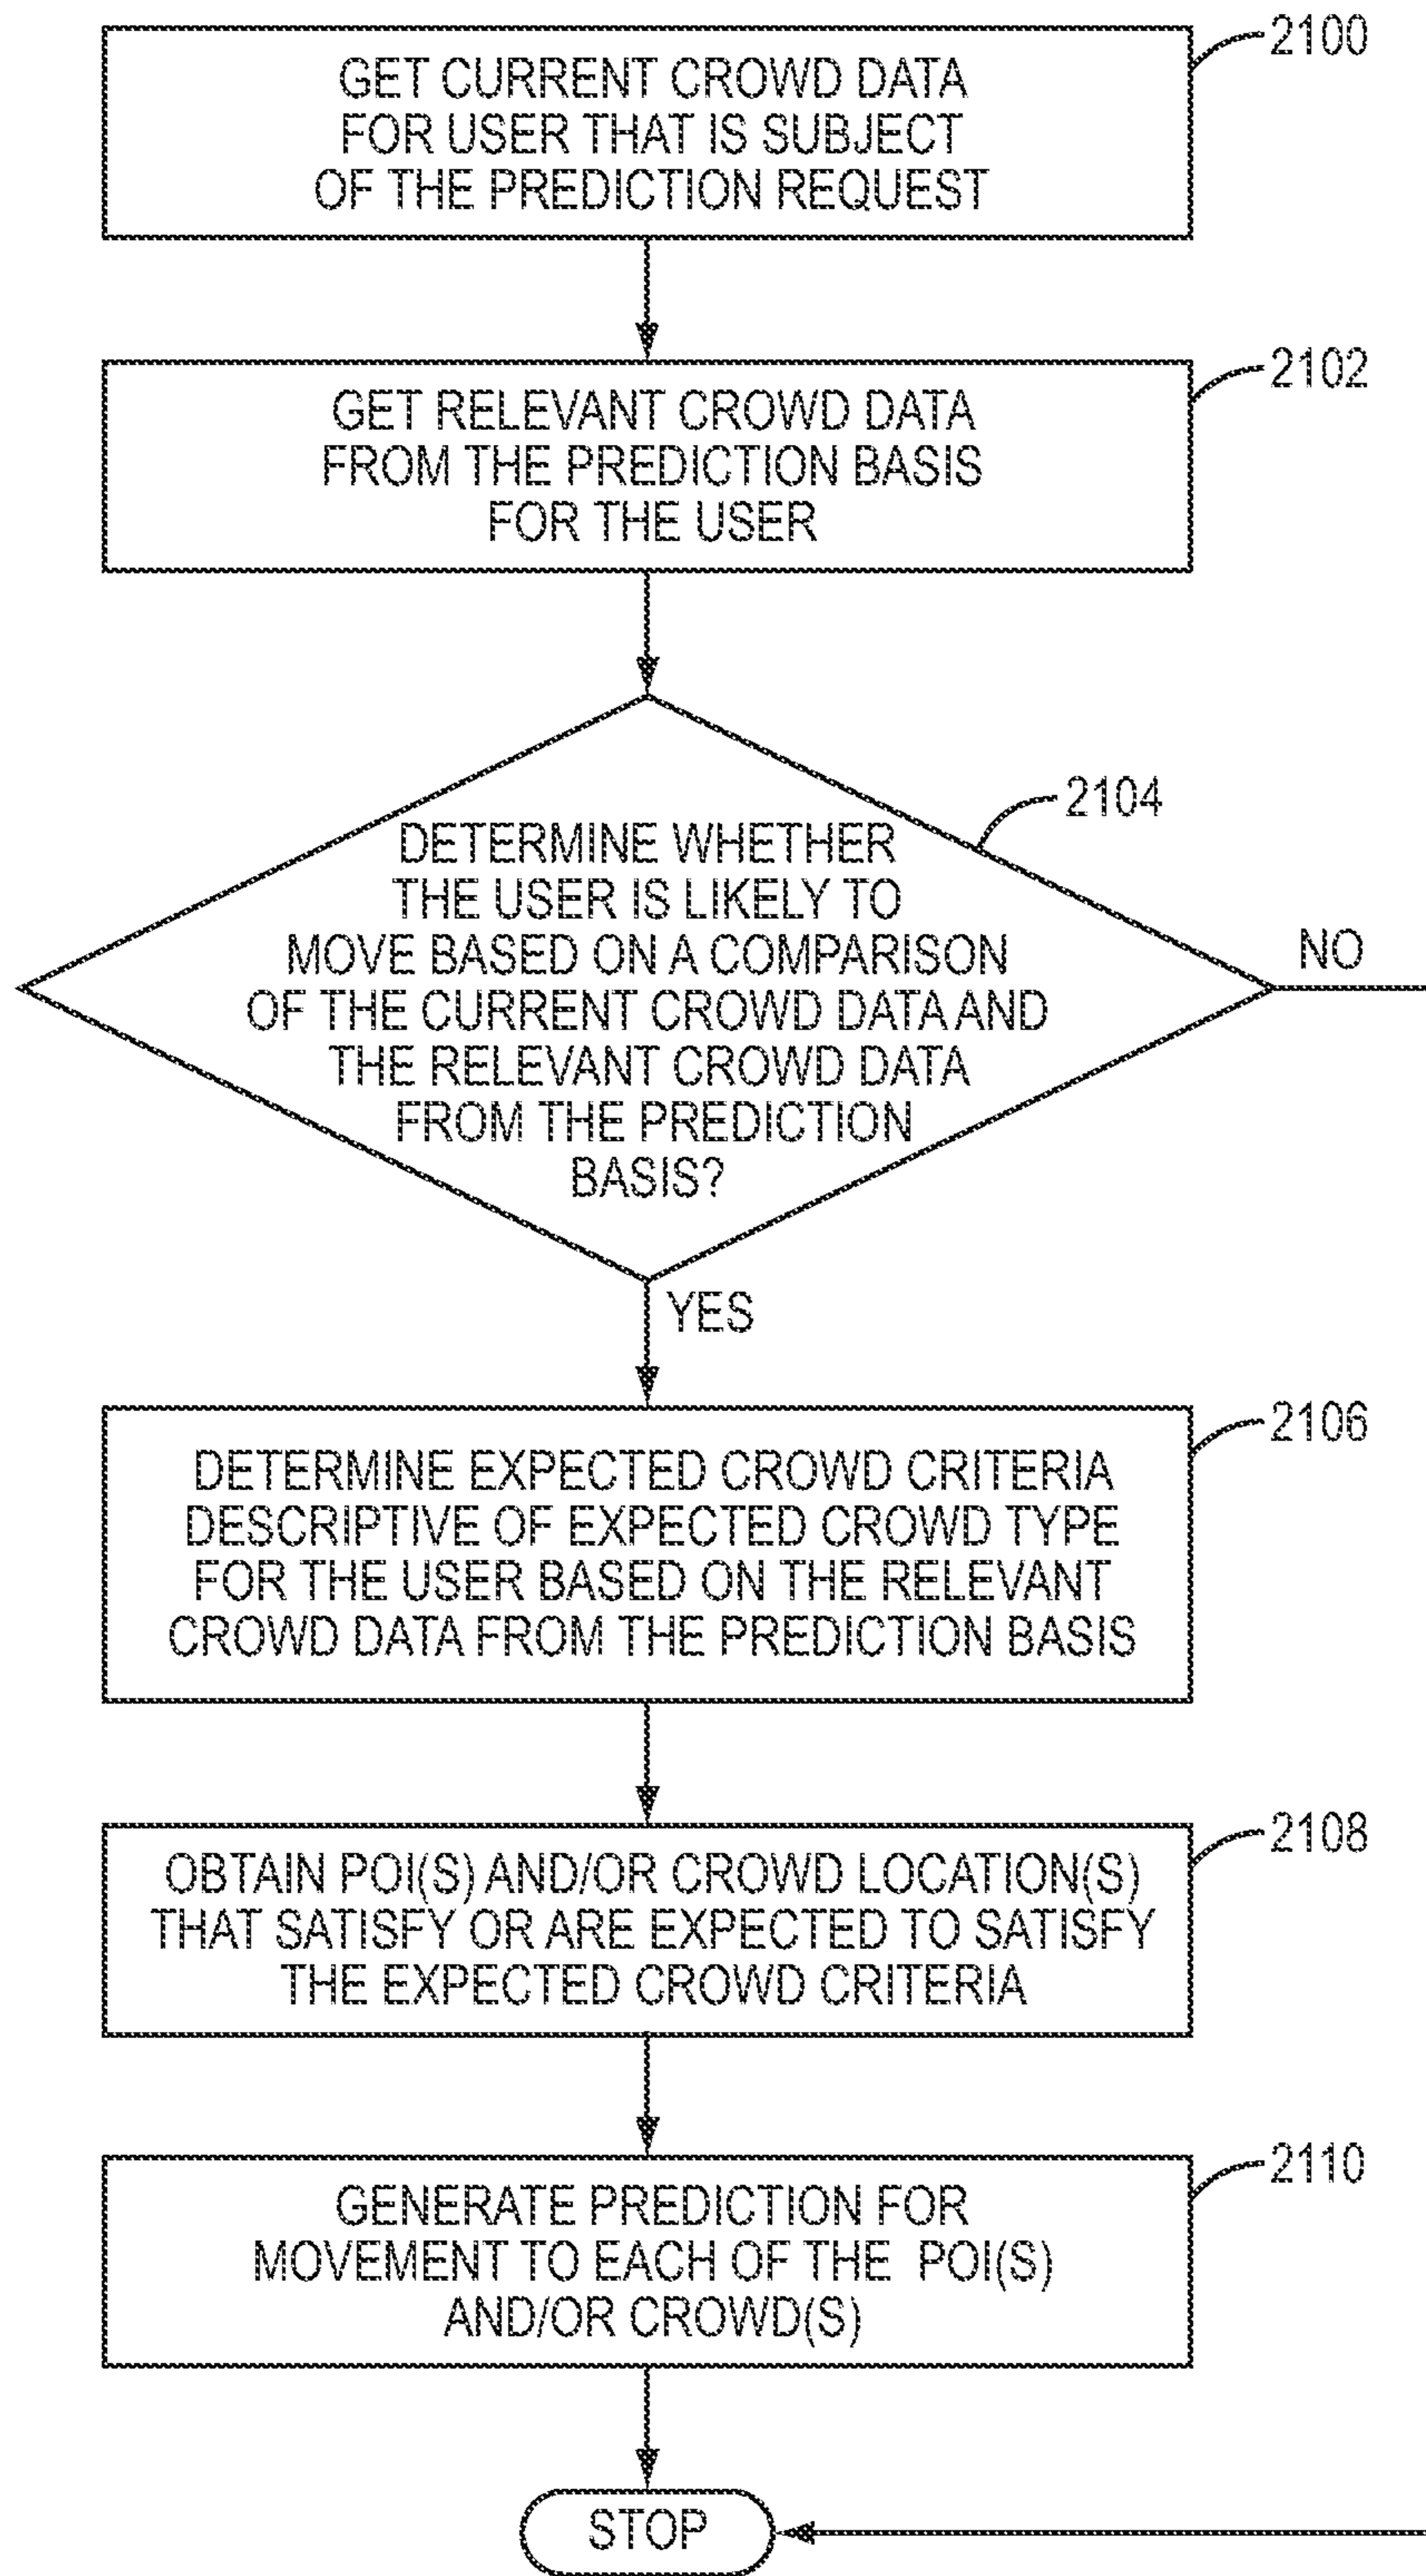 2100
GET CURRENT CROWD DATA
FOR USER THAT IS SUBJECT
OF THE PREDICTION REQUEST
2102
GET RELEVANT CROWD DATA
FROM THE PREDICTION BASIS
FOR THE USER
2104
DETERMINE WHETHER
THE USER IS LIKELY TO
MOVE BASED ON A COMPARISON
OF THE CURRENT CROWD DATA AND
THE RELEVANT CROWD DATA
FROM THE PREDICTION
BASIS?
NO
YES
2106
DETERMINE EXPECTED CROWD CRITERIA
DESCRIPTIVE OF EXPECTED CROWD TYPE
FOR THE USER BASED ON THE RELEVANT
CROWD DATA FROM THE PREDICTION BASIS
2108
OBTAIN POI(S) AND/OR CROWD LOCATION(S)
THAT SATISFY OR ARE EXPECTED TO SATISFY
THE EXPECTED CROWD CRITERIA
2110
GENERATE PREDICTION FOR
MOVEMENT TO EACH OF THE POI(S)
AND/OR CROWD(S)
STOP